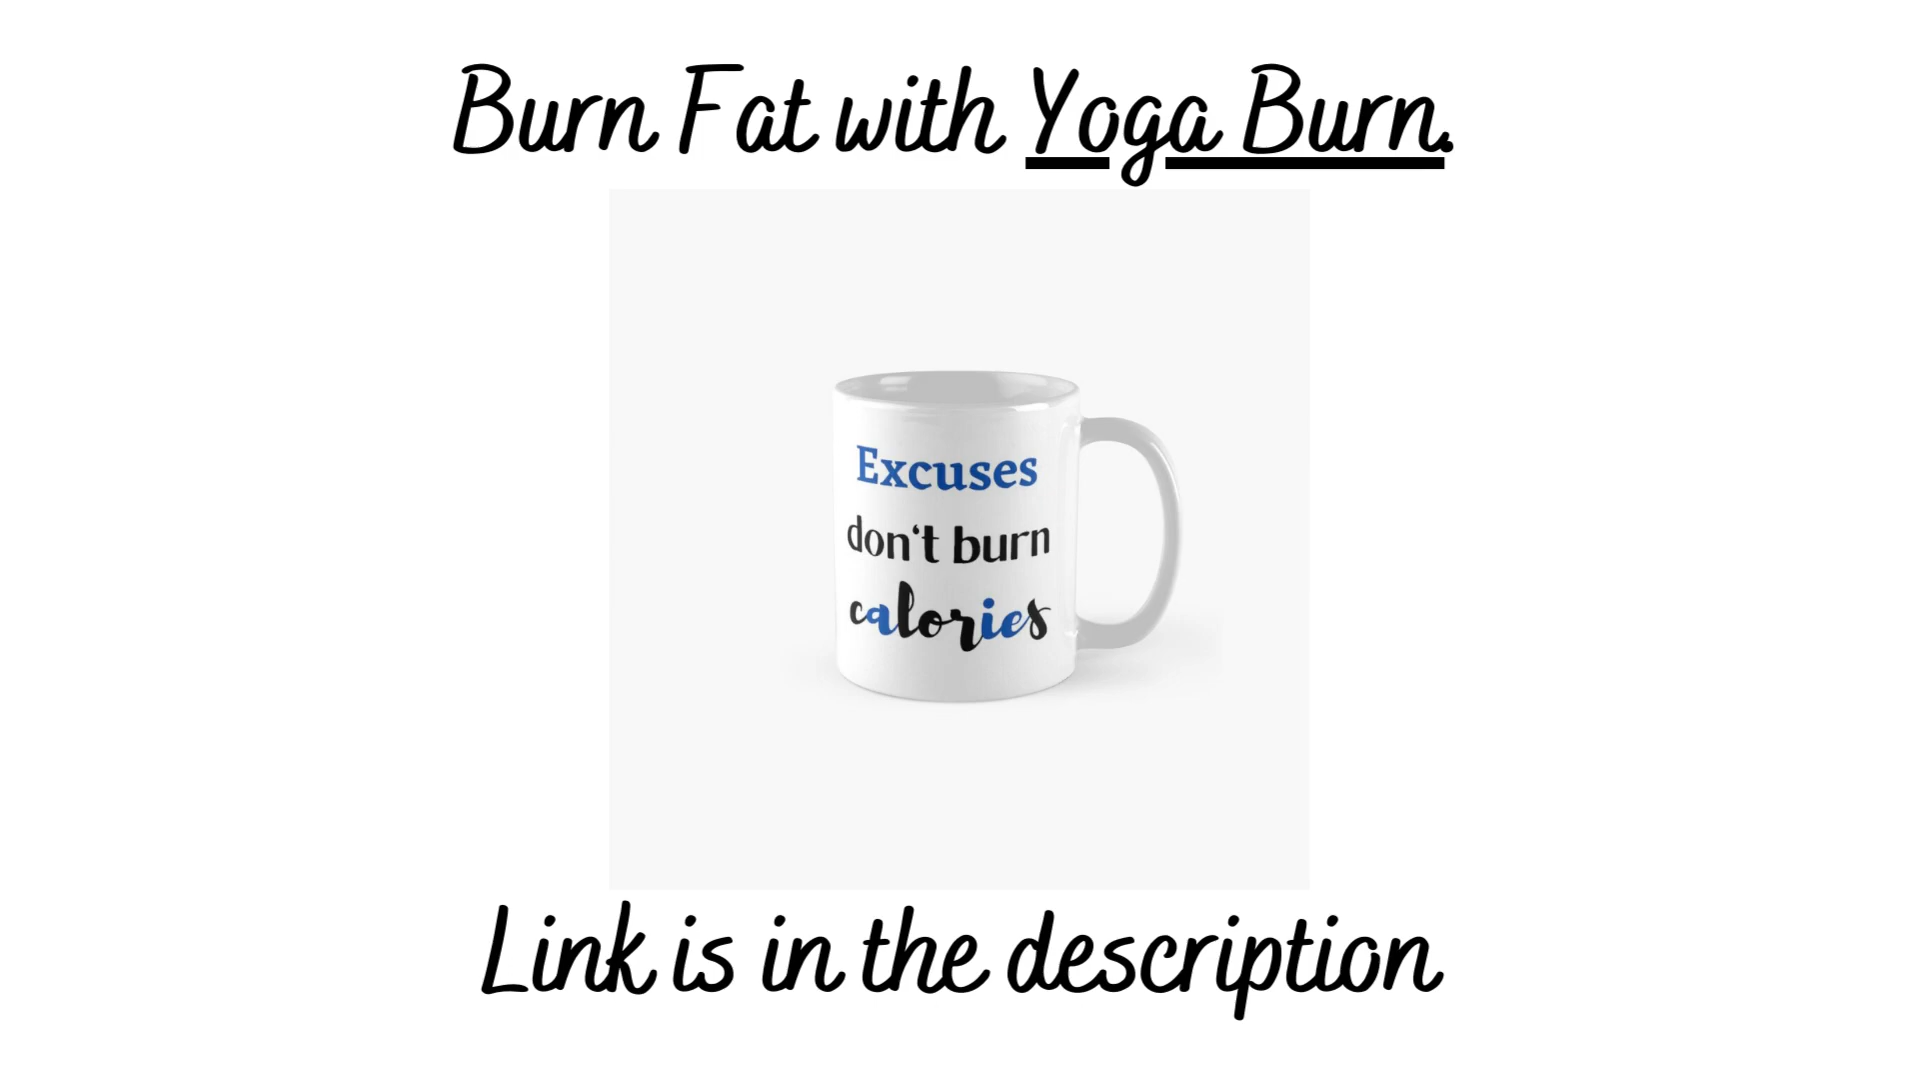 Burn Fat with Yoga Burn.
Excuses
don‘t burn
calories
Link is in the description